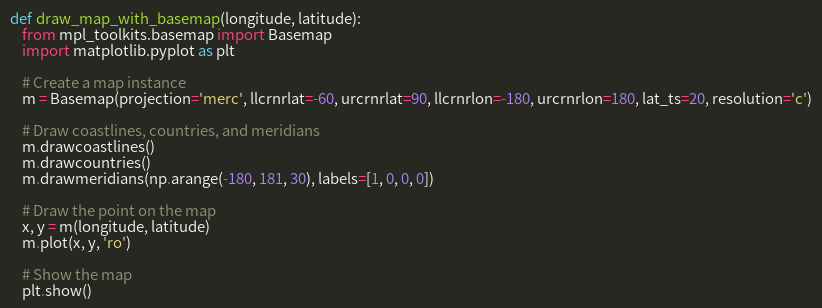 def draw_map_with_basemap(longitude, latitude):
    from mpl_toolkits.basemap import Basemap
    import matplotlib.pyplot as plt

    # Create a map instance
    m = Basemap(projection='merc', llcrnrlat=-60, urcrnrlat=90, llcrnrlon=-180, urcrnrlon=180, lat_ts=20, resolution='c')

    # Draw coastlines, countries, and meridians
    m.drawcoastlines()
    m.drawcountries()
    m.drawmeridians(np.arange(-180, 181, 30), labels=[1, 0, 0, 0])

    # Draw the point on the map
    x, y = m(longitude, latitude)
    m.plot(x, y, 'ro')

    # Show the map
    plt.show()